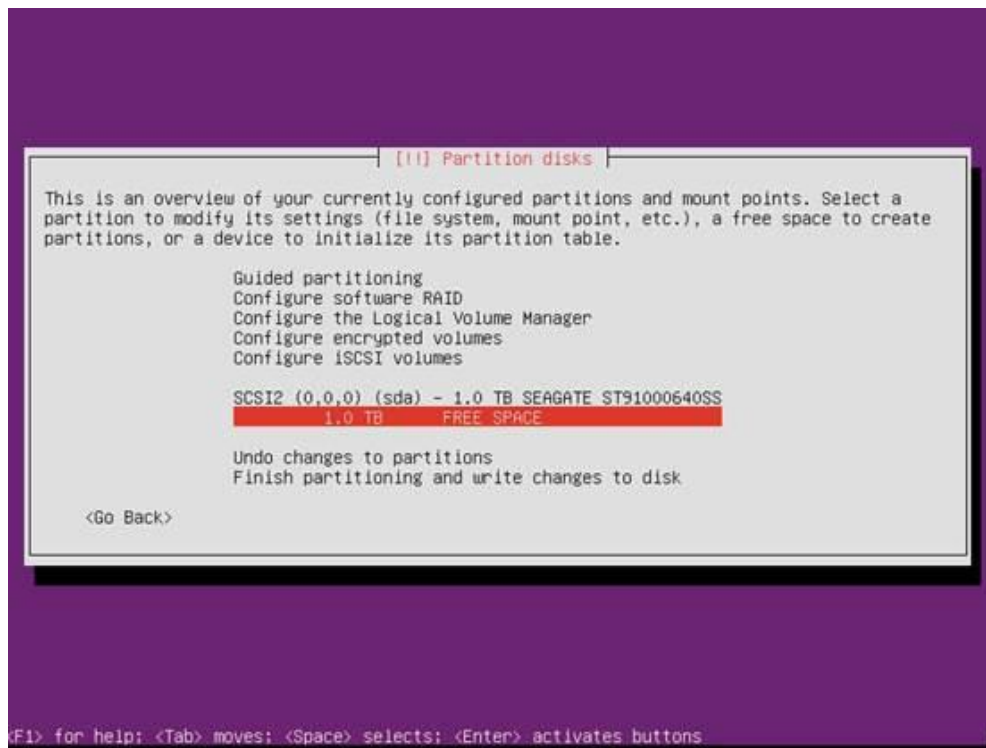 [!!] Partition disks
This is an overview of your currently configured partitions and mount points. Select a
partition to modify its settings (file system, mount point, etc.), a free space to create
partitions, or a device to initialize its partition table.
Guided partitioning
Configure software RAID
Configure the Logical Volume Manager
Configure encrypted volumes
Configure iSCSI volumes
SCSI2 (0,0,0) (sda) - 1.0 TB SEAGATE ST91000640SS
1.0 TB FREE SPACE
Undo changes to partitions
Finish partitioning and write changes to disk
<Go Back>
<F1> for help; <Tab> moves; <Space> selects; <Enter> activates buttons